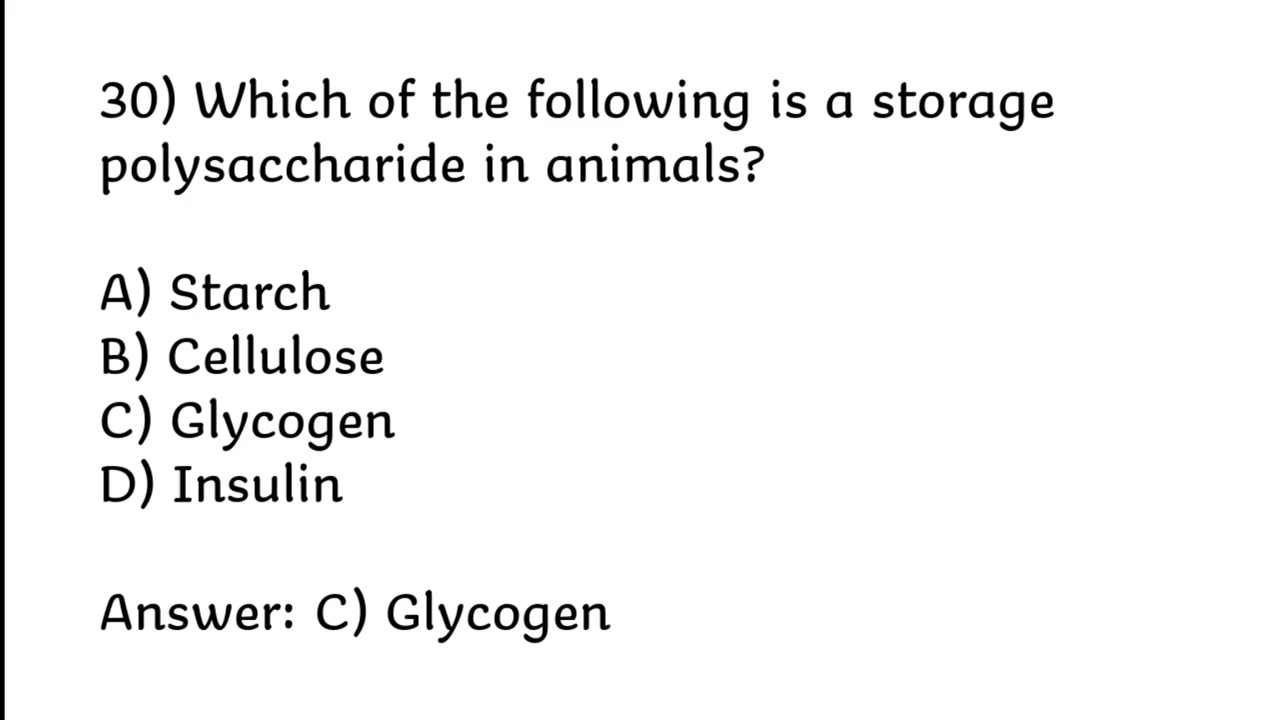 30) Which of the following is a storage
polysaccharide in animals?
A) Starch
B) Cellulose
C) Glycogen
D) Insulin
Answer: C) Glycogen